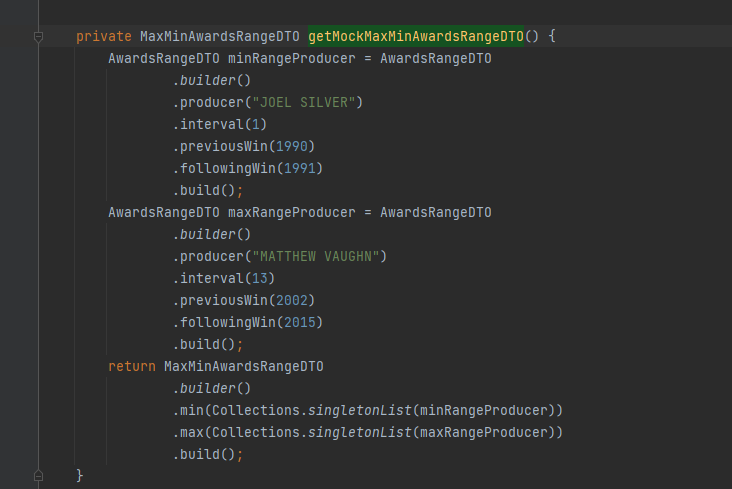 private MaxMinAwardsRangeDTO getMockMaxMinAwardsRangeDTO() {
    AwardsRangeDTO minRangeProducer = AwardsRangeDTO
            .builder()
            .producer("JOEL SILVER")
            .interval(1)
            .previousWin(1990)
            .followingWin(1991)
            .build();
    AwardsRangeDTO maxRangeProducer = AwardsRangeDTO
            .builder()
            .producer("MATTHEW VAUGHN")
            .interval(13)
            .previousWin(2002)
            .followingWin(2015)
            .build();
    return MaxMinAwardsRangeDTO
            .builder()
            .min(Collections.singletonList(minRangeProducer))
            .max(Collections.singletonList(maxRangeProducer))
            .build();
}